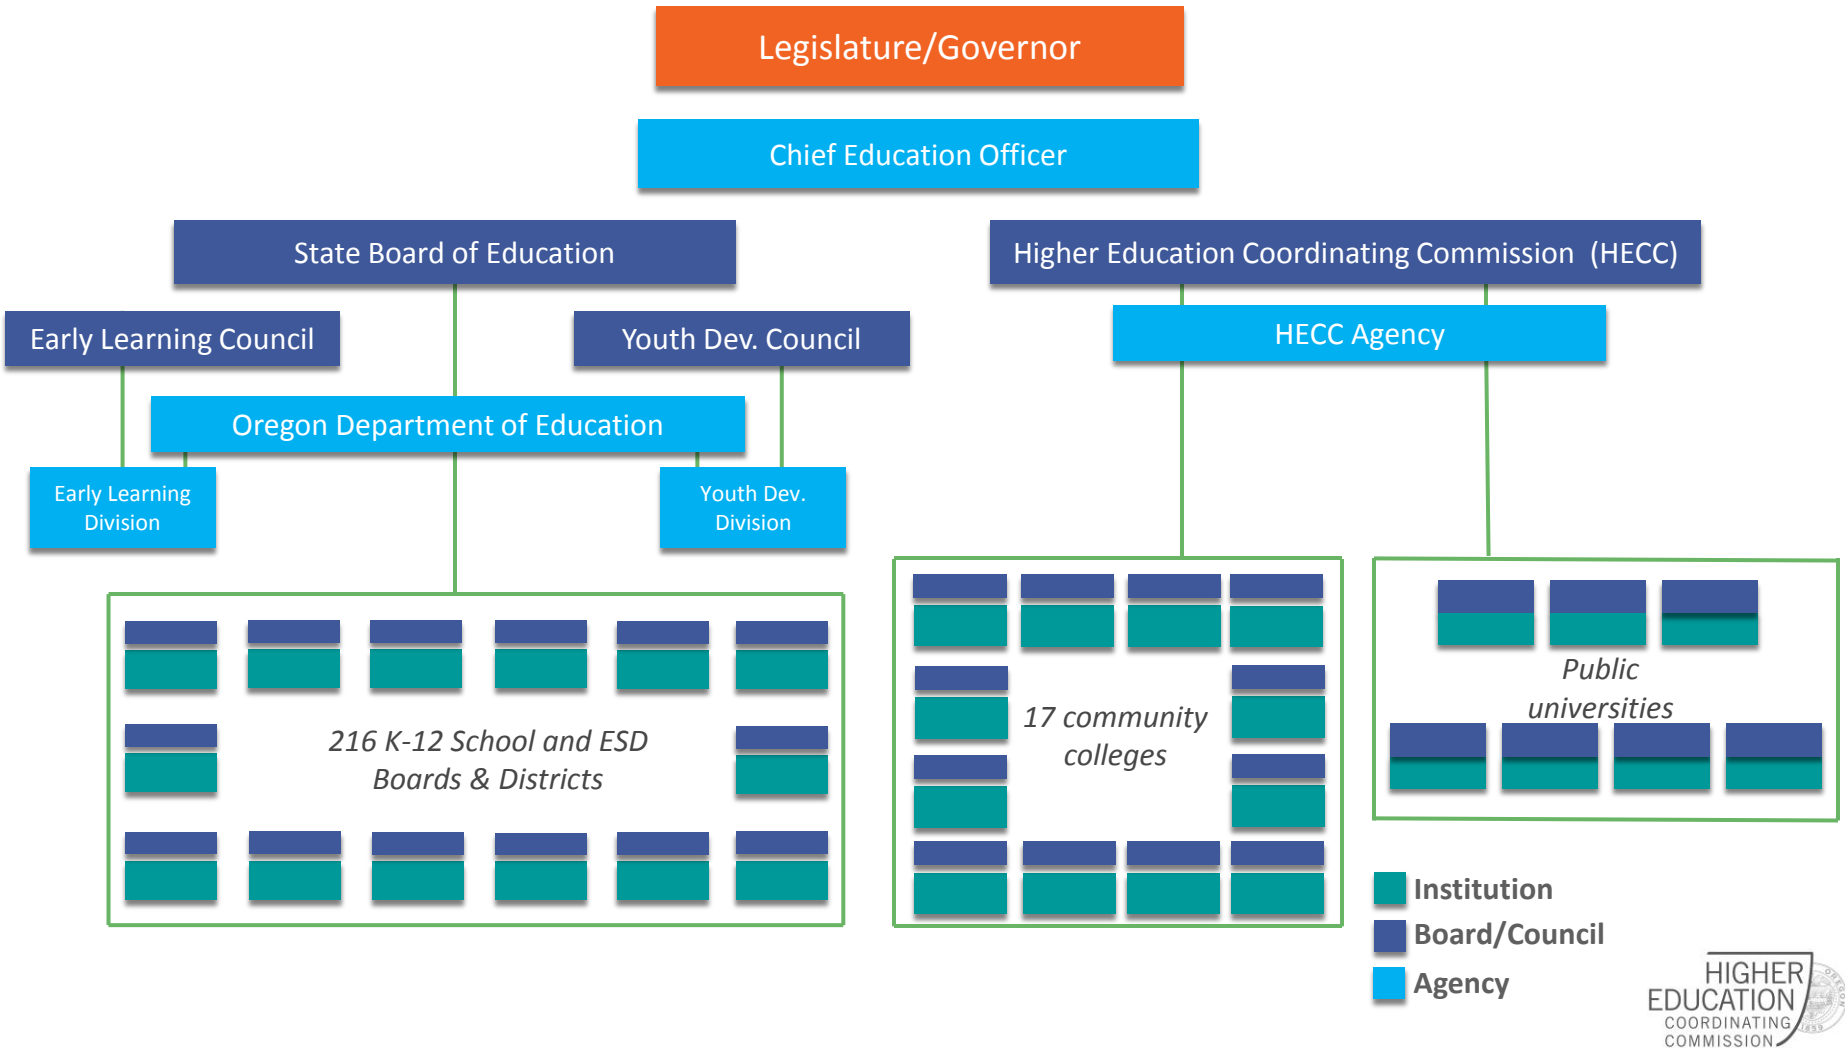 Legislature/Governor
Chief Education Officer
State Board of Education
Higher Education Coordinating Commission  (HECC)
Early Learning Council
Youth Dev. Council
HECC Agency
Oregon Department of Education
Early Learning
Division
Youth Dev.
Division
216 K-12 School and ESD
Boards & Districts
17 community
colleges
Public
universities
Institution
Board/Council
Agency
HIGHER
EDUCATION
COORDINATING
COMMISSION
OREGON
1859